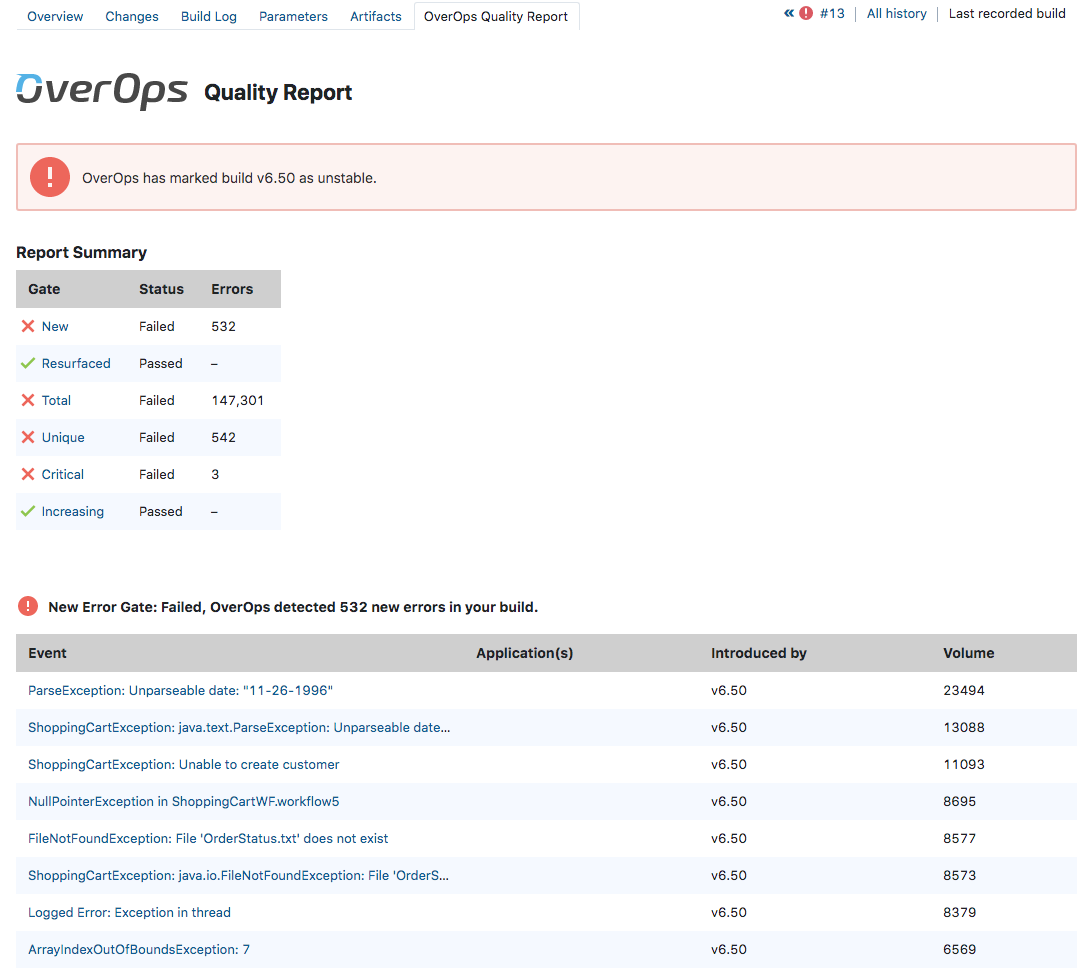 Overview Changes Build Log Parameters Artifacts OverOps Quality Report « #13 All history Last recorded build
OverOps Quality Report
OverOps has marked build v6.50 as unstable.
Report Summary
Gate Status Errors
New Failed 532
Resurfaced Passed –
Total Failed 147,301
Unique Failed 542
Critical Failed 3
Increasing Passed –
New Error Gate: Failed, OverOps detected 532 new errors in your build.
Event Application(s) Introduced by Volume
ParseException: Unparseable date: "11-26-1996" v6.50 23494
ShoppingCartException: java.text.ParseException: Unparseable date... v6.50 13088
ShoppingCartException: Unable to create customer v6.50 11093
NullPointerException in ShoppingCartWF.workflow5 v6.50 8695
FileNotFoundException: File 'OrderStatus.txt' does not exist v6.50 8577
ShoppingCartException: java.io.FileNotFoundException: File 'OrderS... v6.50 8573
Logged Error: Exception in thread v6.50 8379
ArrayIndexOutOfBoundsException: 7 v6.50 6569